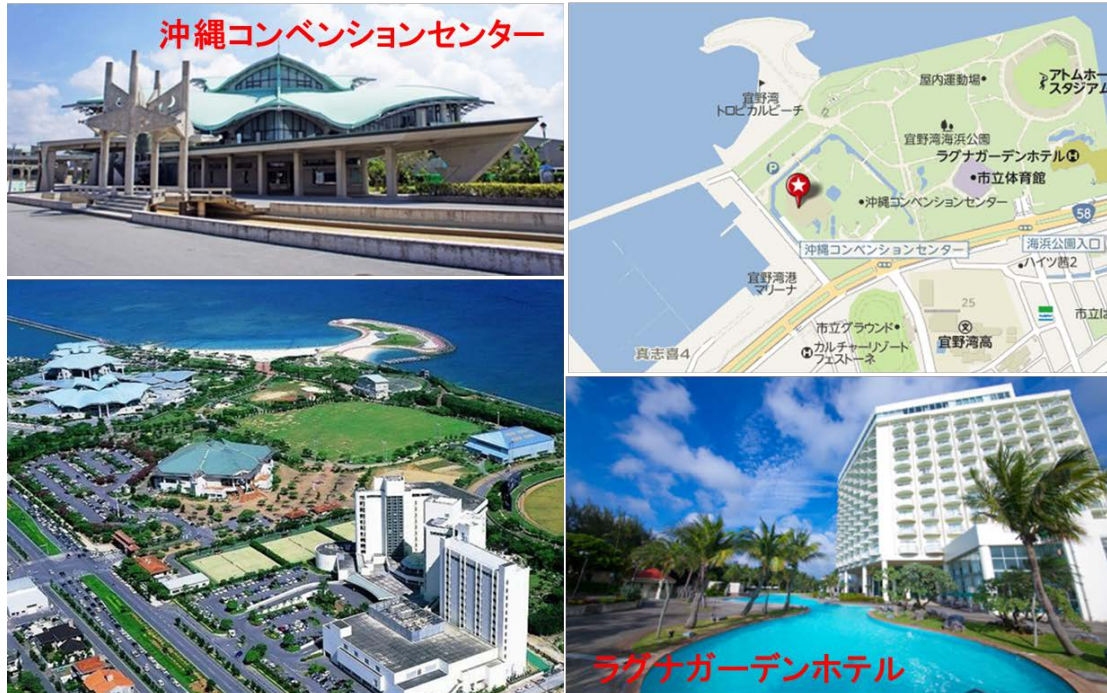 沖縄コンベンションセンター
屋内運動場
アトムホー
スタジアム
宜野湾
トロピカルビーチ
宜野湾海浜公園
ラグナガーデンホテル
H
P
市立体育館
沖縄コンベンションセンター
58
沖縄コンベンションセンター
海浜公園入口
ハイツ茜2
宜野湾港
マリーナ
25
市立は
市立グラウンド
文
宜野湾高
真志喜4
H
カルチャーリゾート
フェストーネ
ラグナガーデンホテル